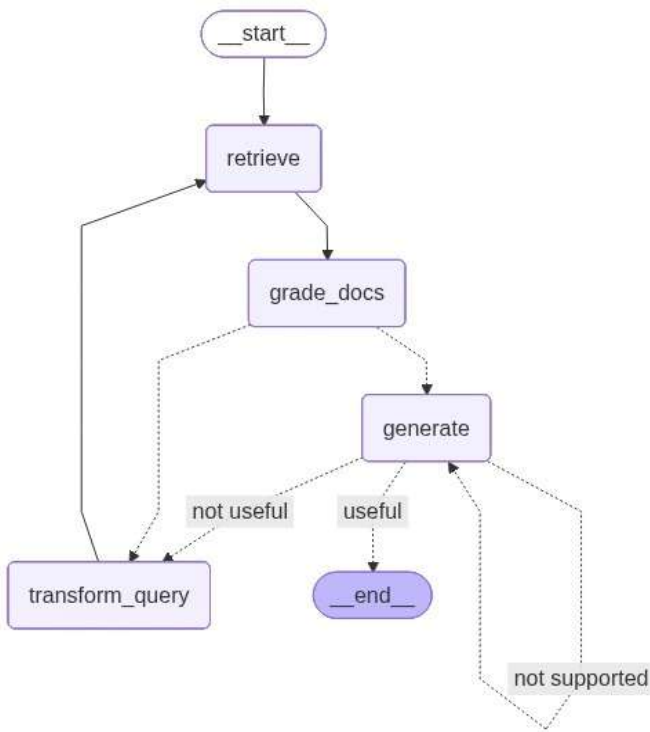 __start__
retrieve
grade_docs
generate
not useful
useful
transform_query
__end__
not supported